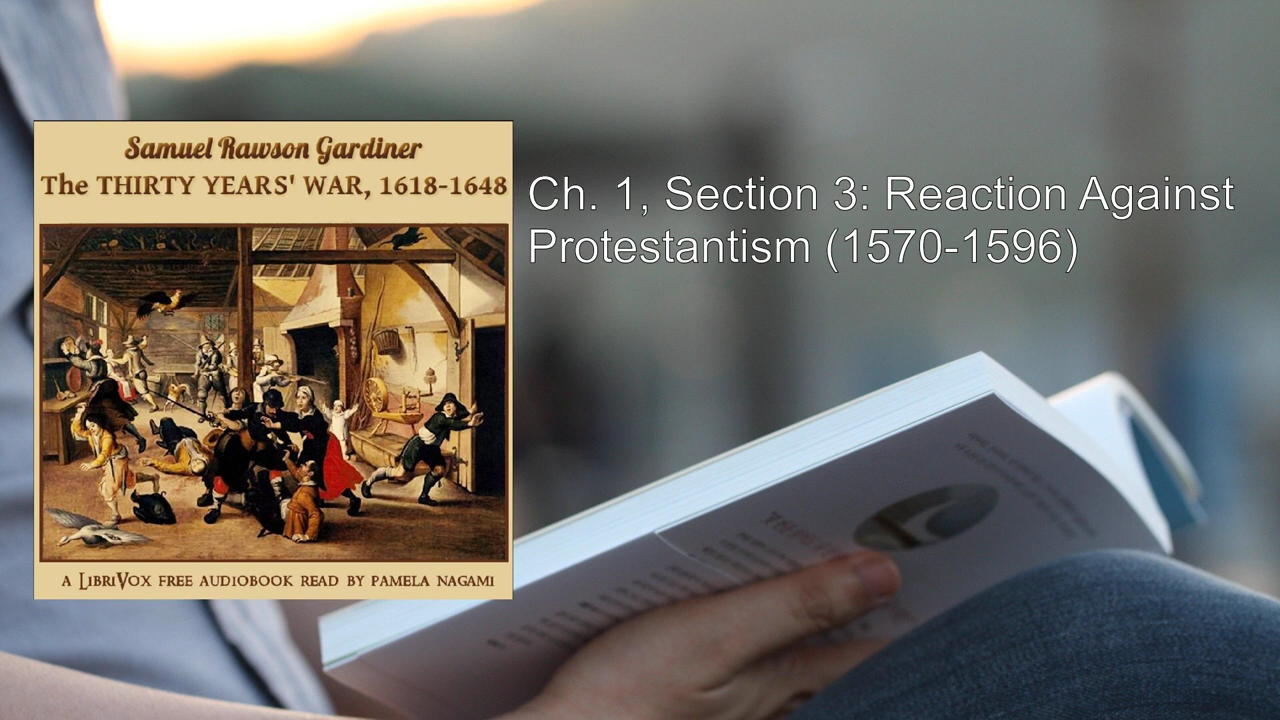 Samuel Rawson Gardiner
The THIRTY YEARS' WAR, 1618-1648
A LIBRIVOX FREE AUDIOBOOK READ BY PAMELA NAGAMI
Ch. 1, Section 3: Reaction Against
Protestantism (1570-1596)